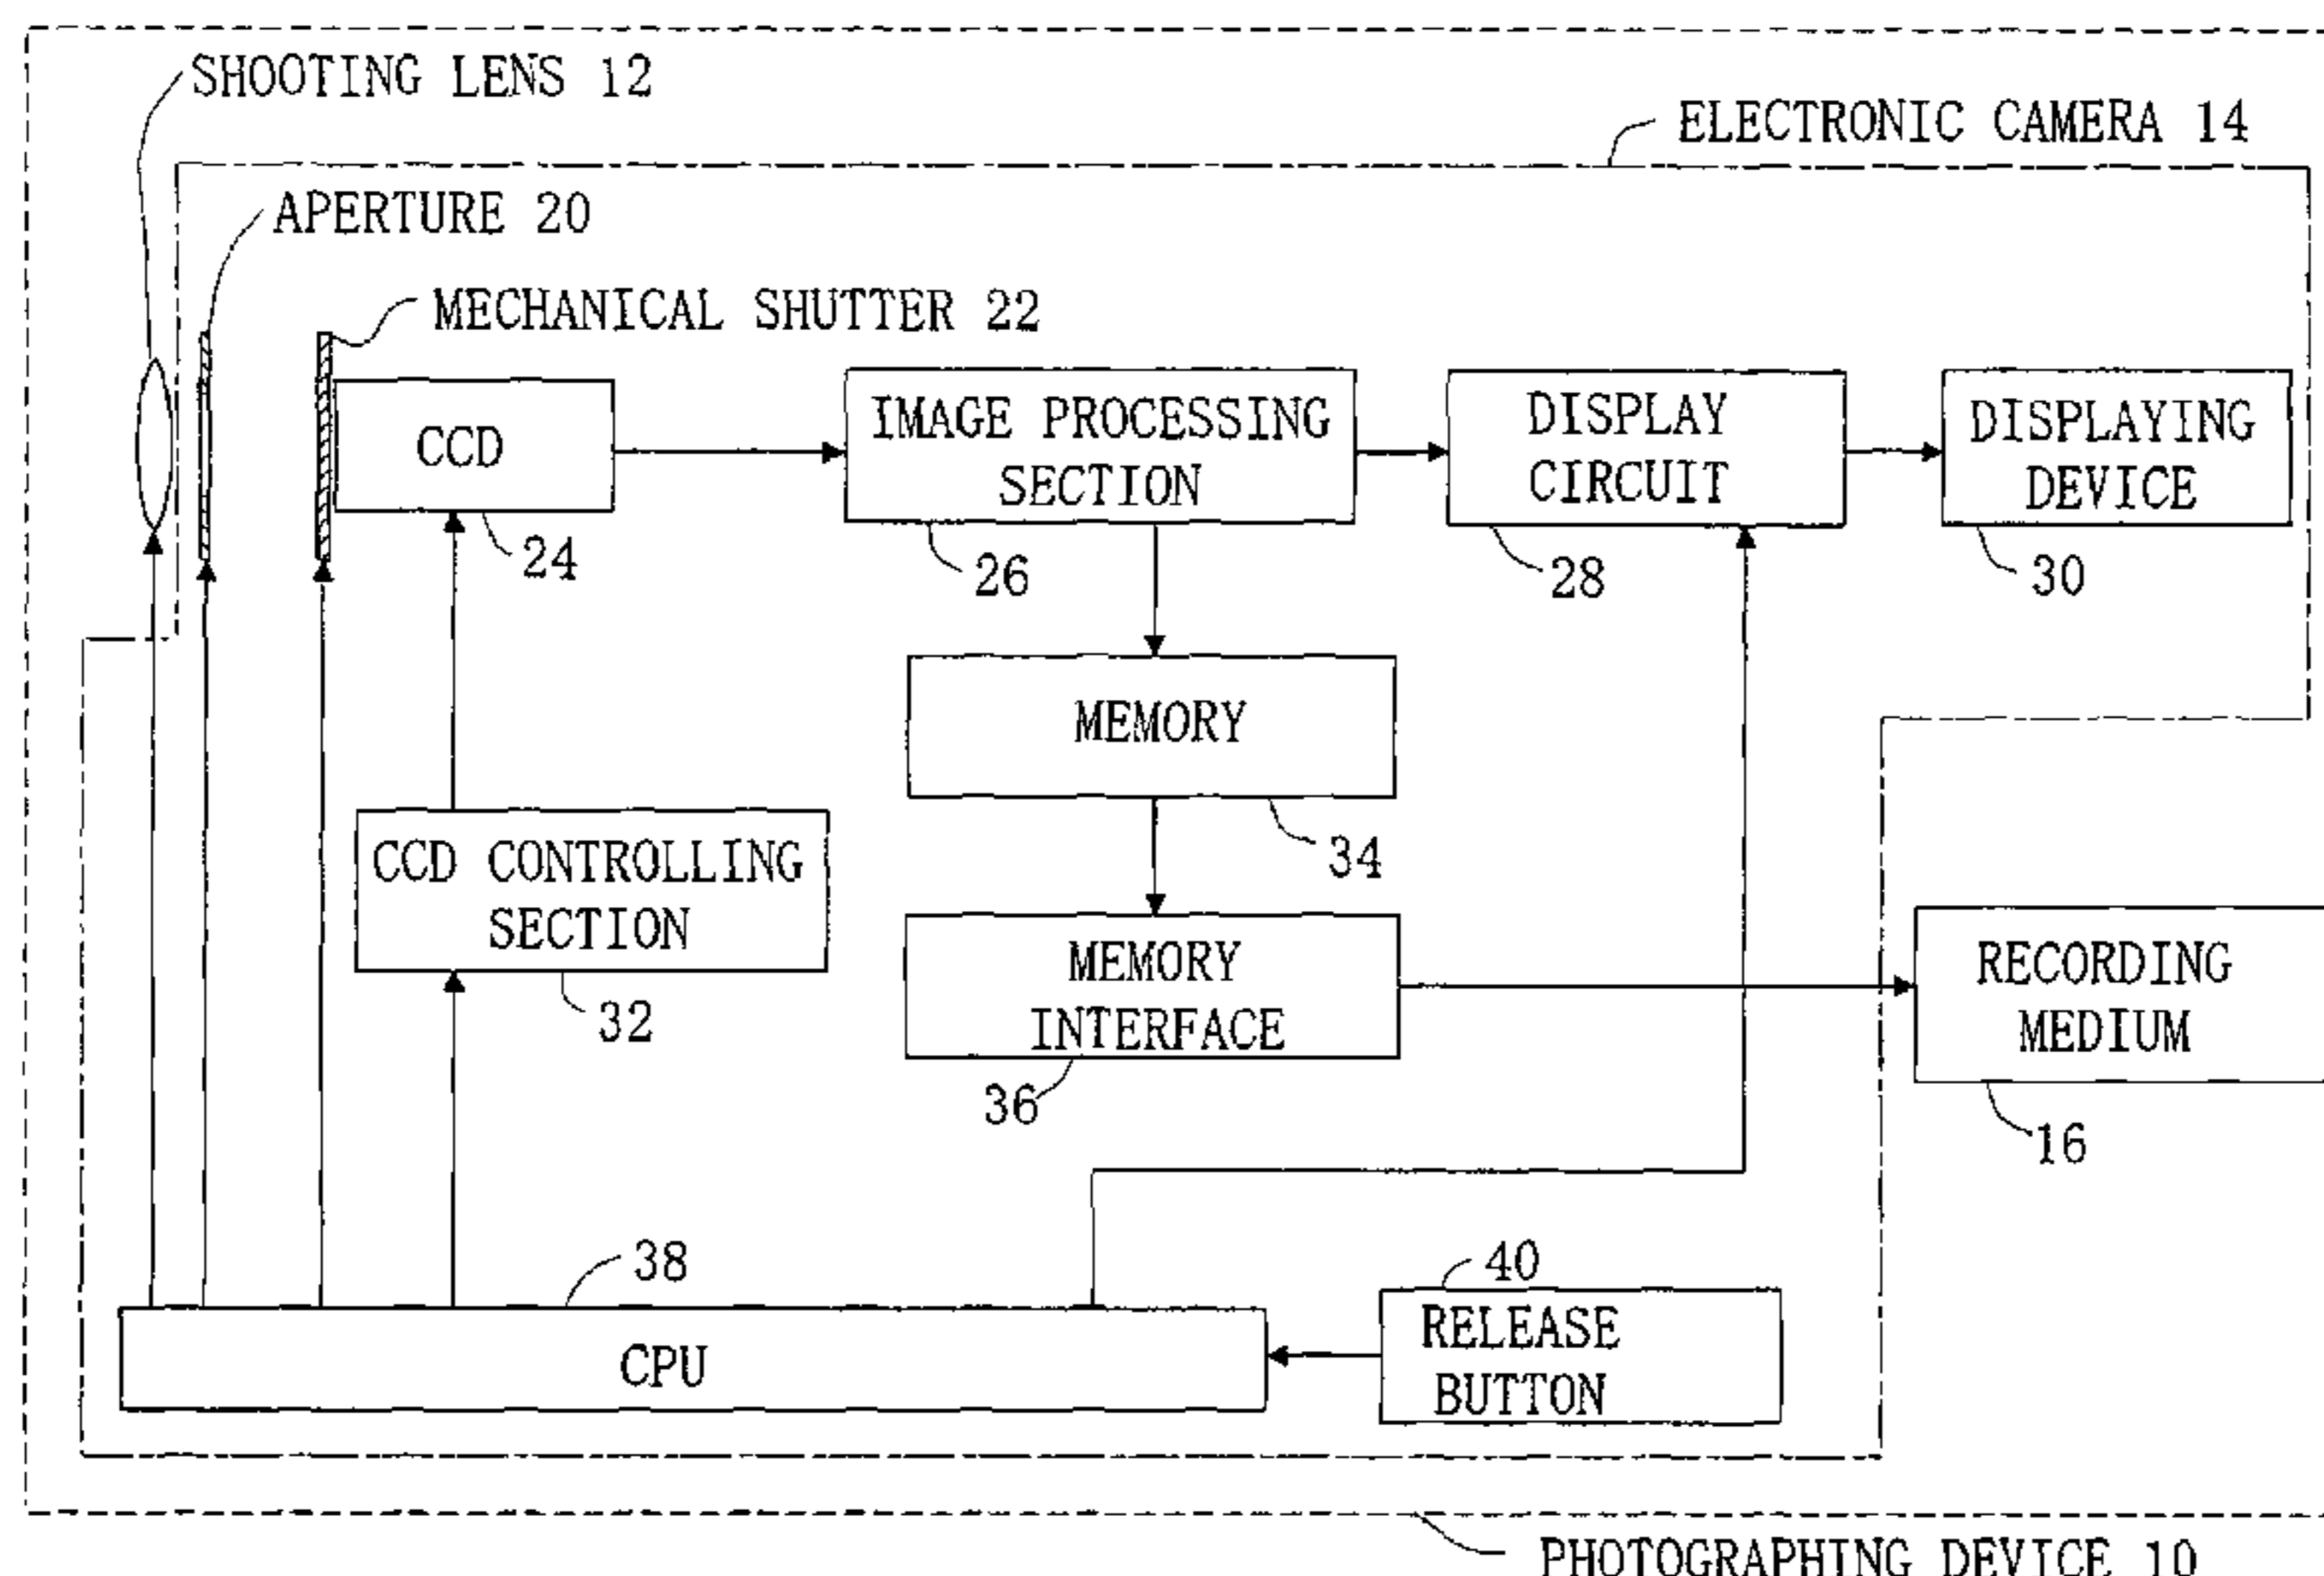 SHOOTING LENS 12
ELECTRONIC CAMERA 14
APERTURE 20
MECHANICAL SHUTTER 22
CCD
24
IMAGE PROCESSING
SECTION
26
DISPLAY
CIRCUIT
28
DISPLAYING
DEVICE
30
MEMORY
34
CCD CONTROLLING
SECTION
32
MEMORY
INTERFACE
36
RECORDING
MEDIUM
16
38
CPU
40
RELEASE
BUTTON
PHOTOGRAPHING DEVICE 10